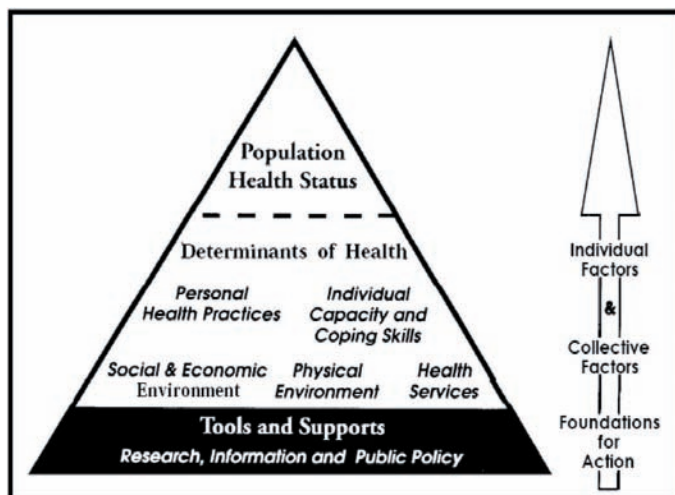 Population
Health Status
Determinants of Health
Personal
Health Practices
Individual
Capacity and
Coping Skills
Social & Economic
Environment
Physical
Environment
Health
Services
Tools and Supports
Research, Information and Public Policy
Individual
Factors
&
Collective
Factors
Foundations
for
Action